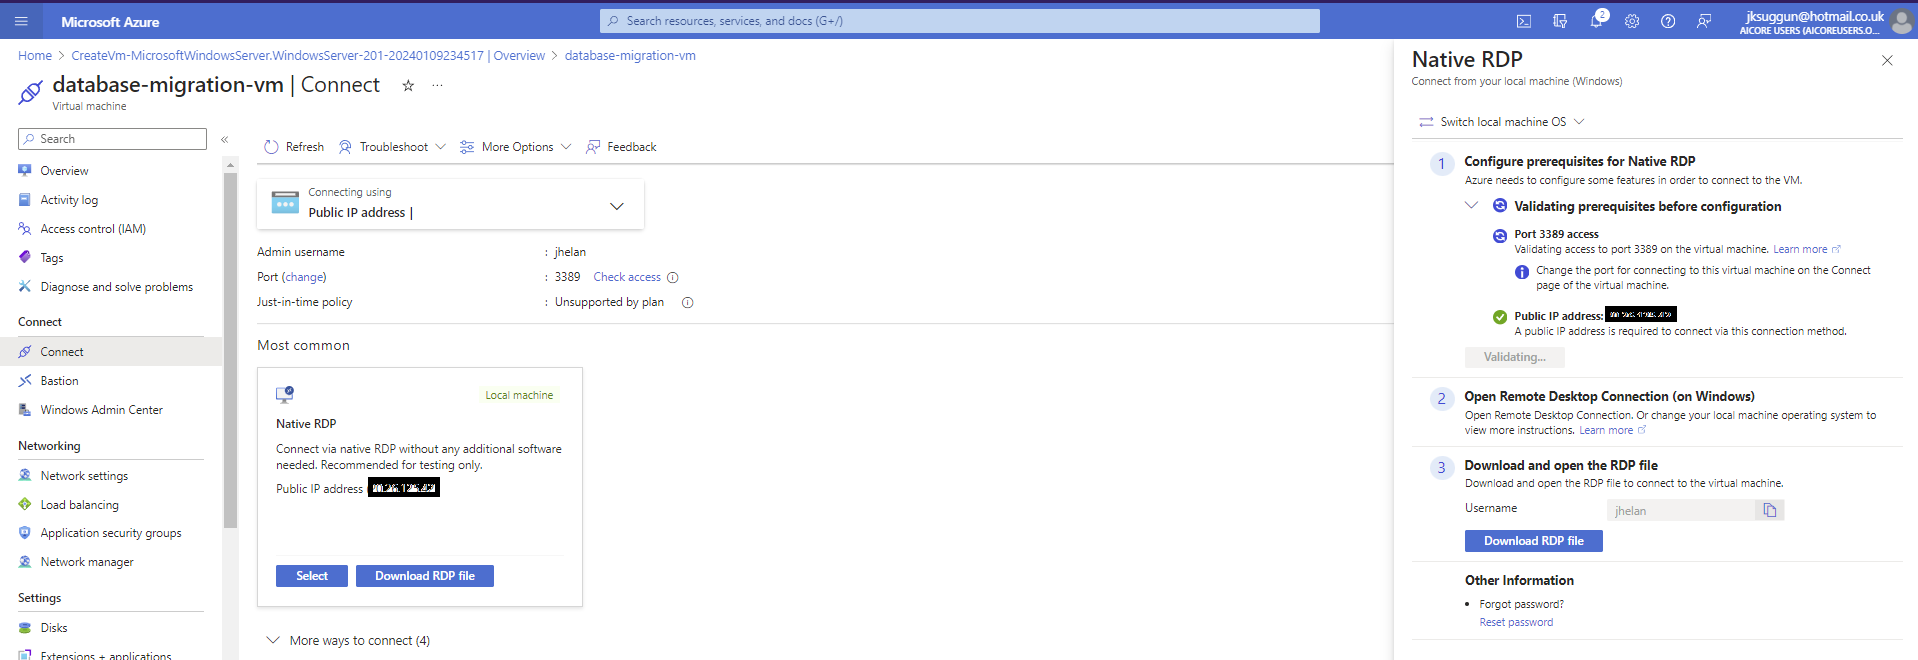 Microsoft Azure
Search resources, services, and docs (G+/)
2
jksuggun@hotmail.co.uk
AICORE USERS (AICOREUSERS.O...
Home > CreateVm-MicrosoftWindowsServer.WindowsServer-201-20240109234517 | Overview > database-migration-vm
database-migration-vm | Connect
Virtual machine
Search
Overview
Activity log
Access control (IAM)
Tags
Diagnose and solve problems
Connect
Connect
Bastion
Windows Admin Center
Networking
Network settings
Load balancing
Application security groups
Network manager
Settings
Disks
Extensions + applications
Refresh
Troubleshoot
More Options
Feedback
Connecting using
Public IP address |
Admin username : jhelan
Port (change) : 3389 Check access
Just-in-time policy : Unsupported by plan
Most common
Local machine
Native RDP
Connect via native RDP without any additional software
needed. Recommended for testing only.
Public IP address
Select
Download RDP file
More ways to connect (4)
Native RDP
Connect from your local machine (Windows)
Switch local machine OS
1 Configure prerequisites for Native RDP
Azure needs to configure some features in order to connect to the VM.
Validating prerequisites before configuration
Port 3389 access
Validating access to port 3389 on the virtual machine. Learn more
Change the port for connecting to this virtual machine on the Connect
page of the virtual machine.
Public IP address:
A public IP address is required to connect via this connection method.
Validating...
2 Open Remote Desktop Connection (on Windows)
Open Remote Desktop Connection. Or change your local machine operating system to
view more instructions. Learn more
3 Download and open the RDP file
Download and open the RDP file to connect to the virtual machine.
Username jhelan
Download RDP file
Other Information
• Forgot password?
Reset password